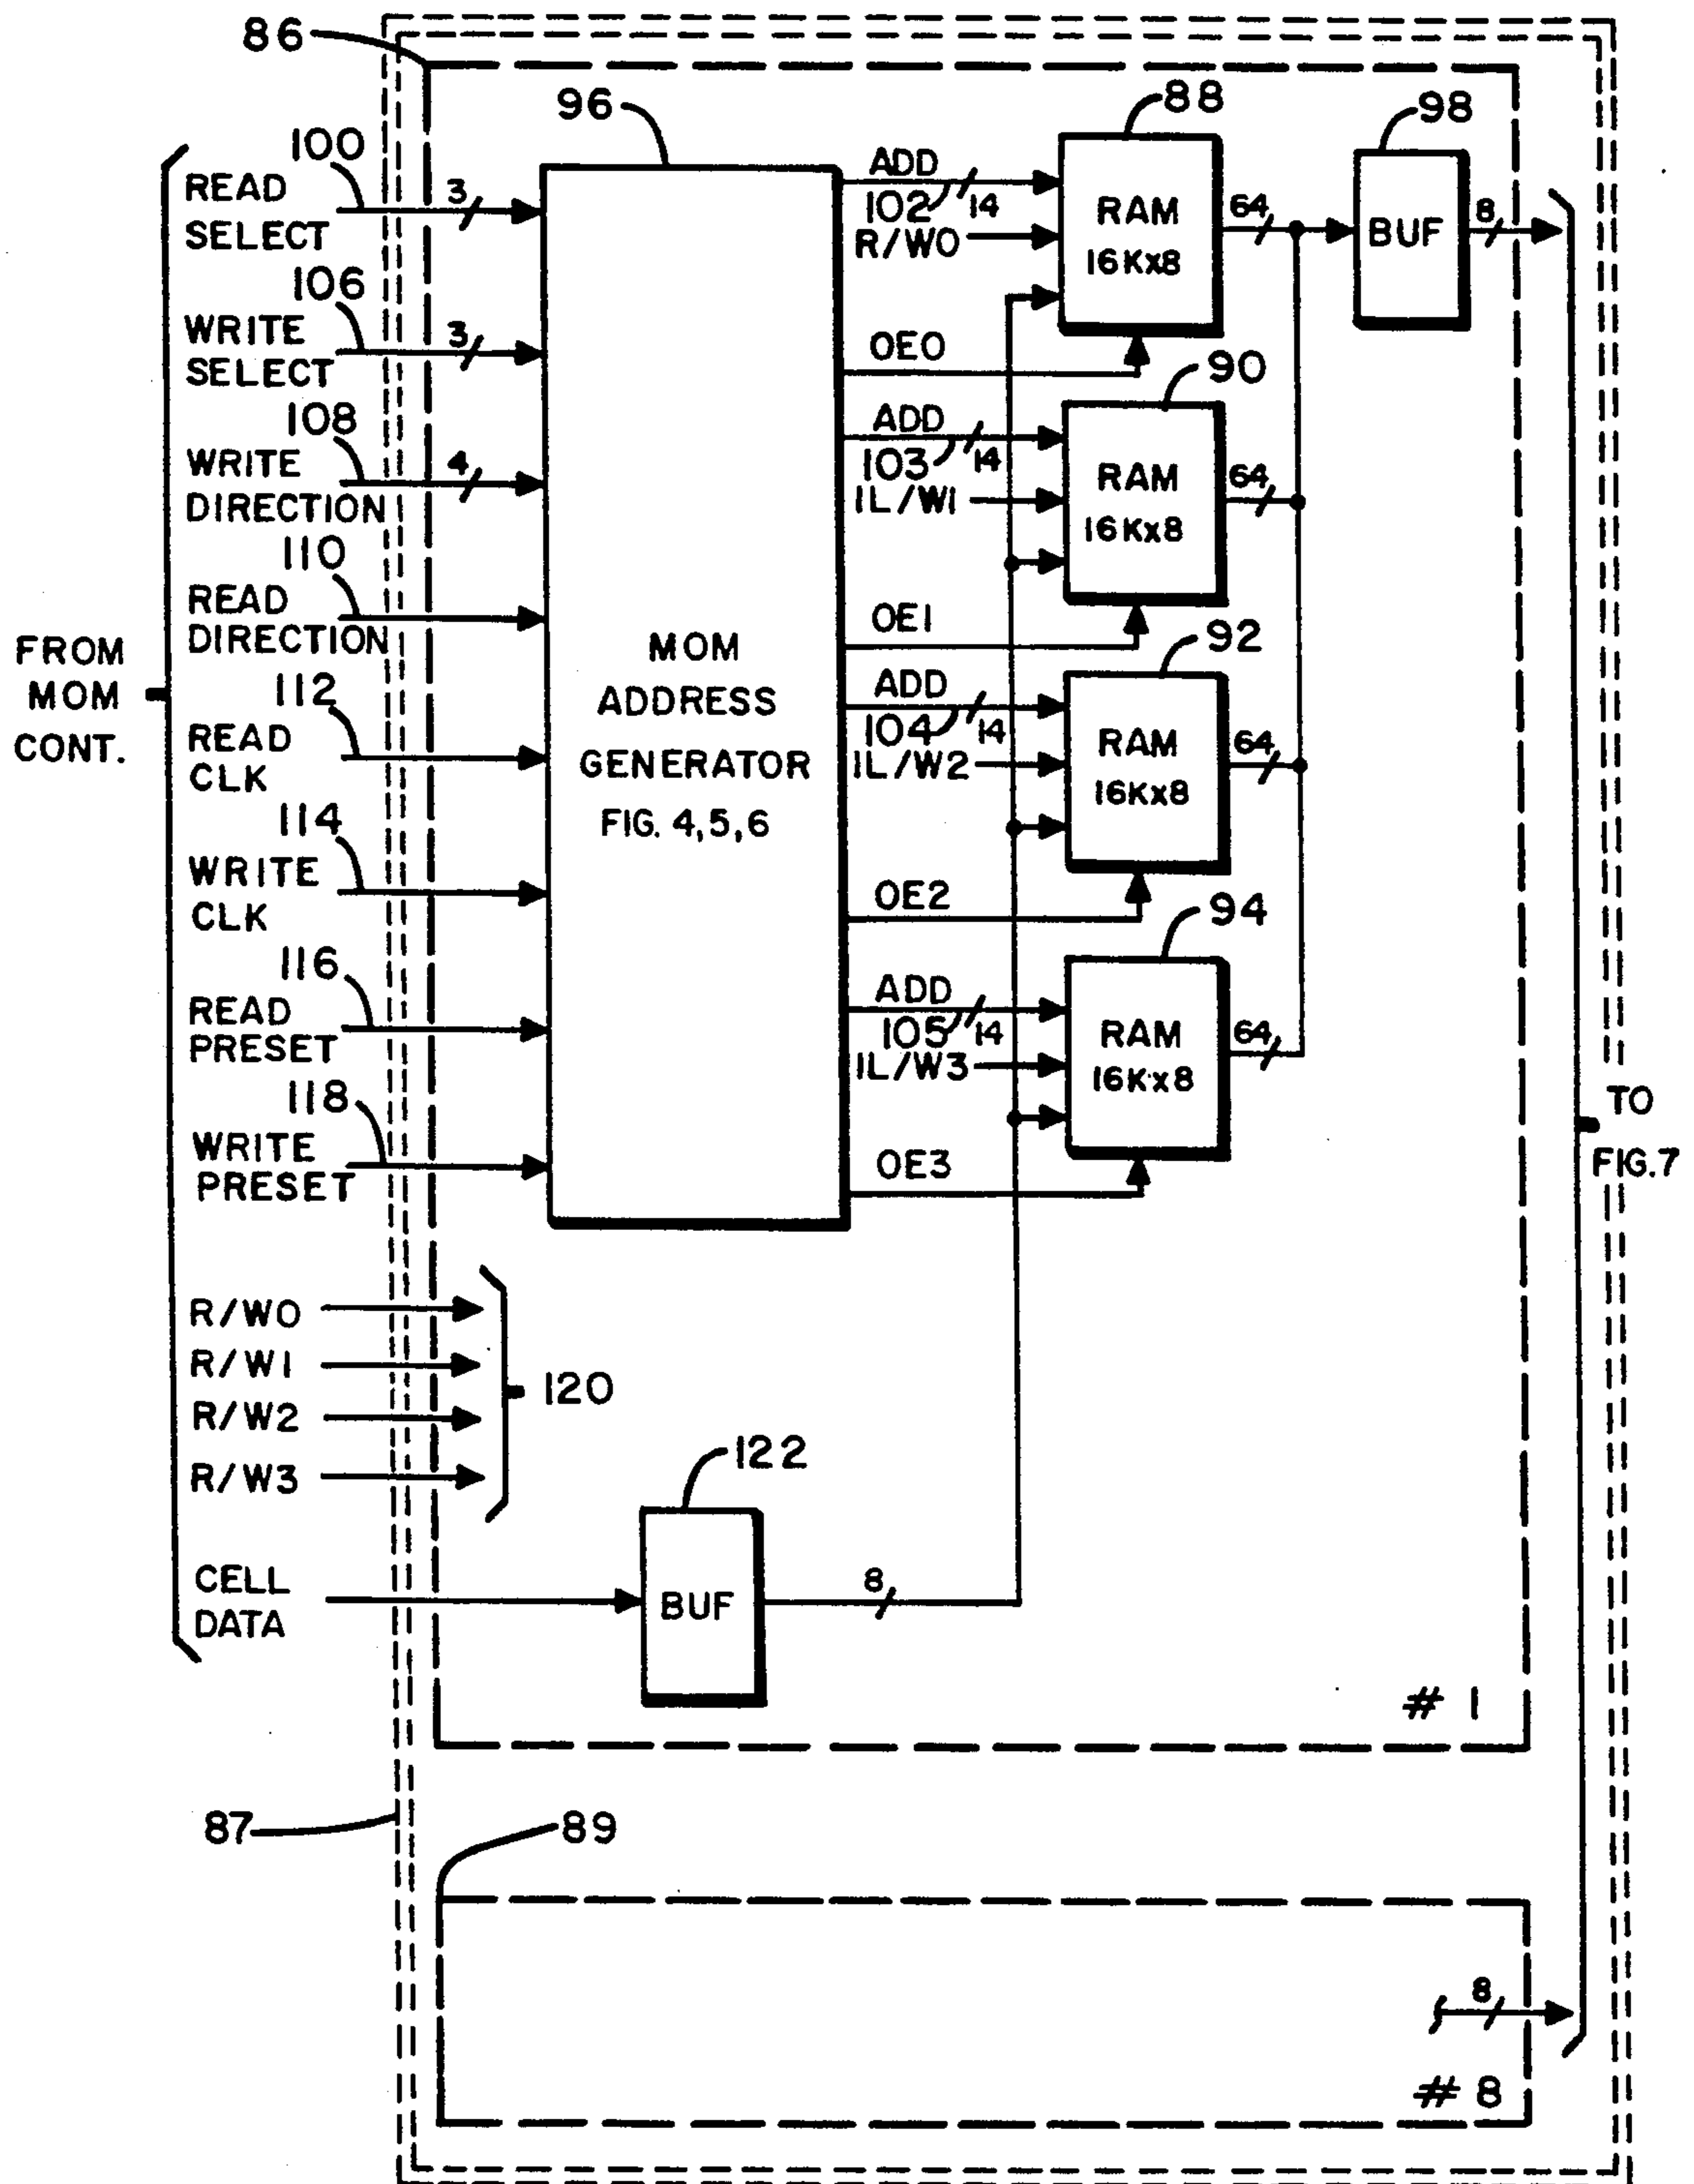 86
96
88
98
100
READ
SELECT
3
ADD
102
14
R/W0
RAM
16Kx8
64
BUF
8
106
WRITE
SELECT
3
OE0
90
108
WRITE
DIRECTION
4
ADD
103
14
IL/W1
RAM
16Kx8
64
110
READ
DIRECTION
OE1
92
FROM
MOM
CONT.
MOM
ADDRESS
GENERATOR
FIG. 4,5,6
112
READ
CLK
ADD
104
14
IL/W2
RAM
16Kx8
64
114
WRITE
CLK
OE2
94
116
READ
PRESET
ADD
105
14
IL/W3
RAM
16Kx8
64
118
WRITE
PRESET
OE3
TO
FIG.7
R/W0
R/W1
R/W2
R/W3
120
122
CELL
DATA
BUF
8
# 1
87
89
8
# 8